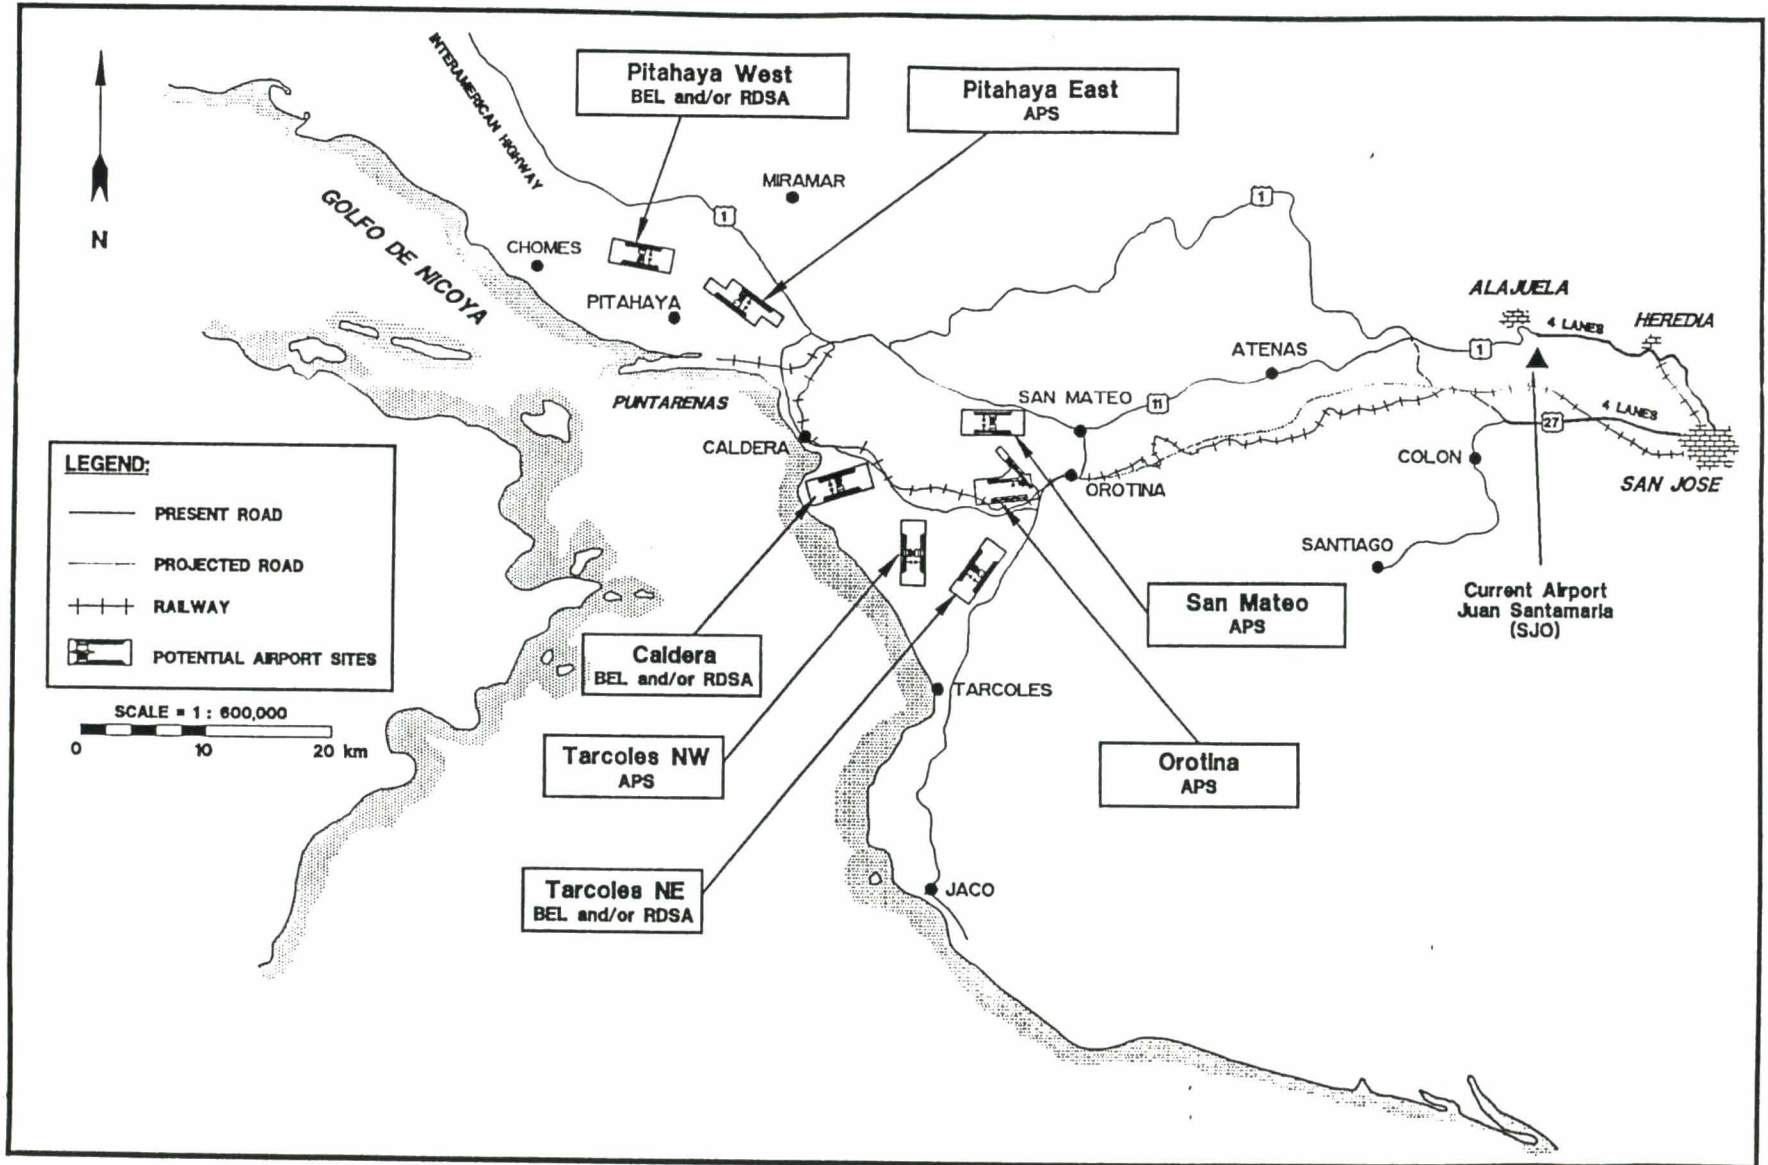 INTERAMERICAN HIGHWAY
Pitahaya West
BEL and/or RDSA
Pitahaya East
APS
MIRAMAR
1
1
N
GOLFO DE NICOYA
CHOMES
PITAHAYA
ALAJUELA
4 LANES
HEREDIA
1
ATENAS
PUNTARENAS
SAN MATEO
11
4 LANES
27
CALDERA
COLON
OROTINA
SAN JOSE
LEGEND:
PRESENT ROAD
PROJECTED ROAD
RAILWAY
POTENTIAL AIRPORT SITES
SCALE = 1 : 600,000
0 10 20 km
SANTIAGO
Current Airport
Juan Santamaria
(SJO)
San Mateo
APS
Caldera
BEL and/or RDSA
TARCOLES
Tarcoles NW
APS
Orotina
APS
Tarcoles NE
BEL and/or RDSA
JACO